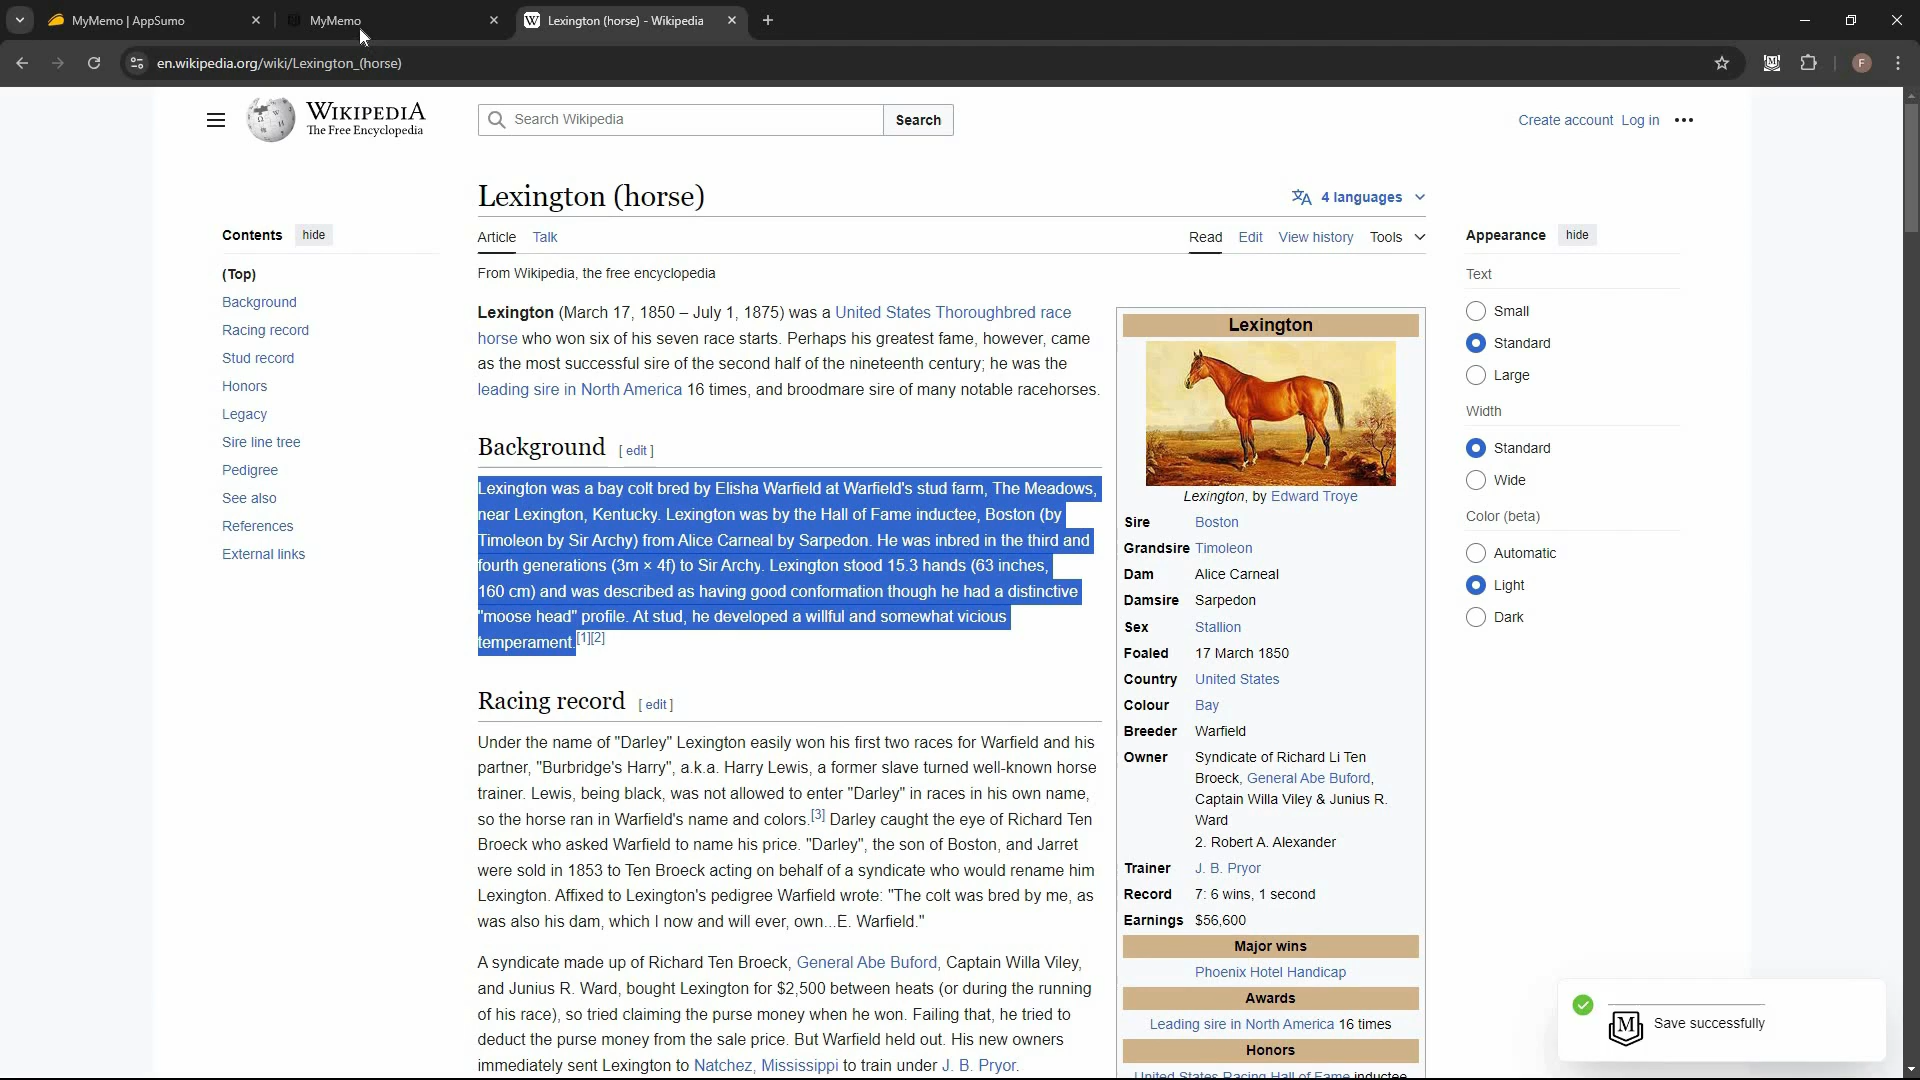 MyMemo | AppSumo
MyMemo
Lexington (horse) - Wikipedia
en.wikipedia.org/wiki/Lexington_(horse)
F
WIKIPEDIA
The Free Encyclopedia
Search Wikipedia
Search
Create account Log in
Lexington (horse)
4 languages
Contents hide
Article Talk
Read Edit View history Tools
Appearance hide
From Wikipedia, the free encyclopedia
(Top)
Background
Racing record
Stud record
Honors
Legacy
Sire line tree
Pedigree
See also
References
External links
Lexington (March 17, 1850 – July 1, 1875) was a United States Thoroughbred race
horse who won six of his seven race starts. Perhaps his greatest fame, however, came
as the most successful sire of the second half of the nineteenth century; he was the
leading sire in North America 16 times, and broodmare sire of many notable racehorses.
Background [ edit ]
Lexington was a bay colt bred by Elisha Warfield at Warfield's stud farm, The Meadows,
near Lexington, Kentucky. Lexington was by the Hall of Fame inductee, Boston (by
Timoleon by Sir Archy) from Alice Carneal by Sarpedon. He was inbred in the third and
fourth generations (3m × 4f) to Sir Archy. Lexington stood 15.3 hands (63 inches,
160 cm) and was described as having good conformation though he had a distinctive
"moose head" profile. At stud, he developed a willful and somewhat vicious
temperament.[1][2]
Racing record [ edit ]
Under the name of "Darley" Lexington easily won his first two races for Warfield and his
partner, "Burbridge's Harry", a.k.a. Harry Lewis, a former slave turned well-known horse
trainer. Lewis, being black, was not allowed to enter "Darley" in races in his own name,
so the horse ran in Warfield's name and colors.[3] Darley caught the eye of Richard Ten
Broeck who asked Warfield to name his price. "Darley", the son of Boston, and Jarret
were sold in 1853 to Ten Broeck acting on behalf of a syndicate who would rename him
Lexington. Affixed to Lexington's pedigree Warfield wrote: "The colt was bred by me, as
was also his dam, which I now and will ever, own...E. Warfield."
A syndicate made up of Richard Ten Broeck, General Abe Buford, Captain Willa Viley,
and Junius R. Ward, bought Lexington for $2,500 between heats (or during the running
of his race), so tried claiming the purse money when he won. Failing that, he tried to
deduct the purse money from the sale price. But Warfield held out. His new owners
immediately sent Lexington to Natchez, Mississippi to train under J. B. Pryor.
Lexington
Lexington, by Edward Troye
Sire Boston
Grandsire Timoleon
Dam Alice Carneal
Damsire Sarpedon
Sex Stallion
Foaled 17 March 1850
Country United States
Colour Bay
Breeder Warfield
Owner Syndicate of Richard Li Ten
Broeck, General Abe Buford,
Captain Willa Viley & Junius R.
Ward
2. Robert A. Alexander
Trainer J. B. Pryor
Record 7: 6 wins, 1 second
Earnings $56,600
Major wins
Phoenix Hotel Handicap
Awards
Leading sire in North America 16 times
Honors
United States Racing Hall of Fame inductee
Text
Small
Standard
Large
Width
Standard
Wide
Color (beta)
Automatic
Light
Dark
M Save successfully